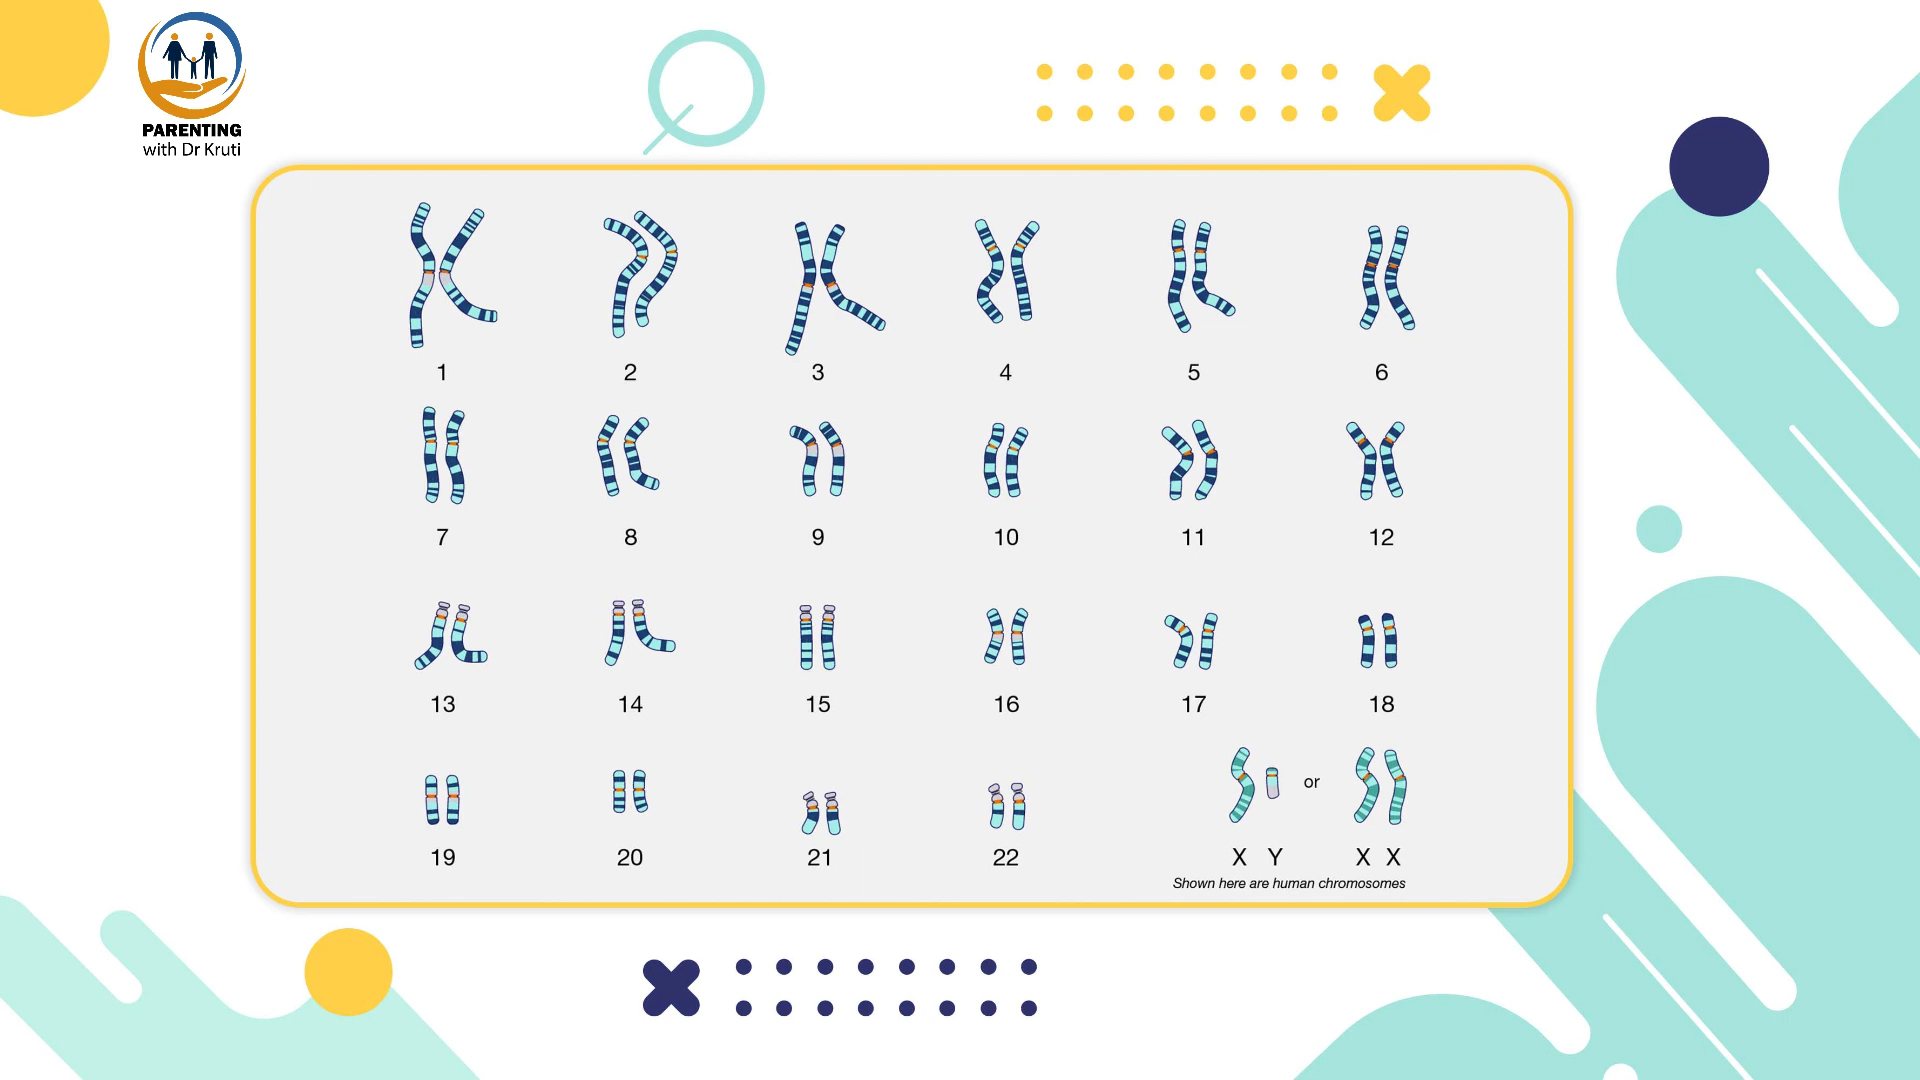 PARENTING
with Dr Kruti
1 2 3 4 5 6
7 8 9 10 11 12
13 14 15 16 17 18
or
19 20 21 22 X Y X X
Shown here are human chromosomes